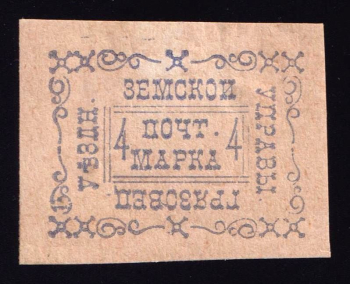 ЗЕМСКОЙ
УПРАВЫ.
ГРЯЗОВЕЦ.
УѢЗДН.
4 ПОЧТ. 4
МАРКА